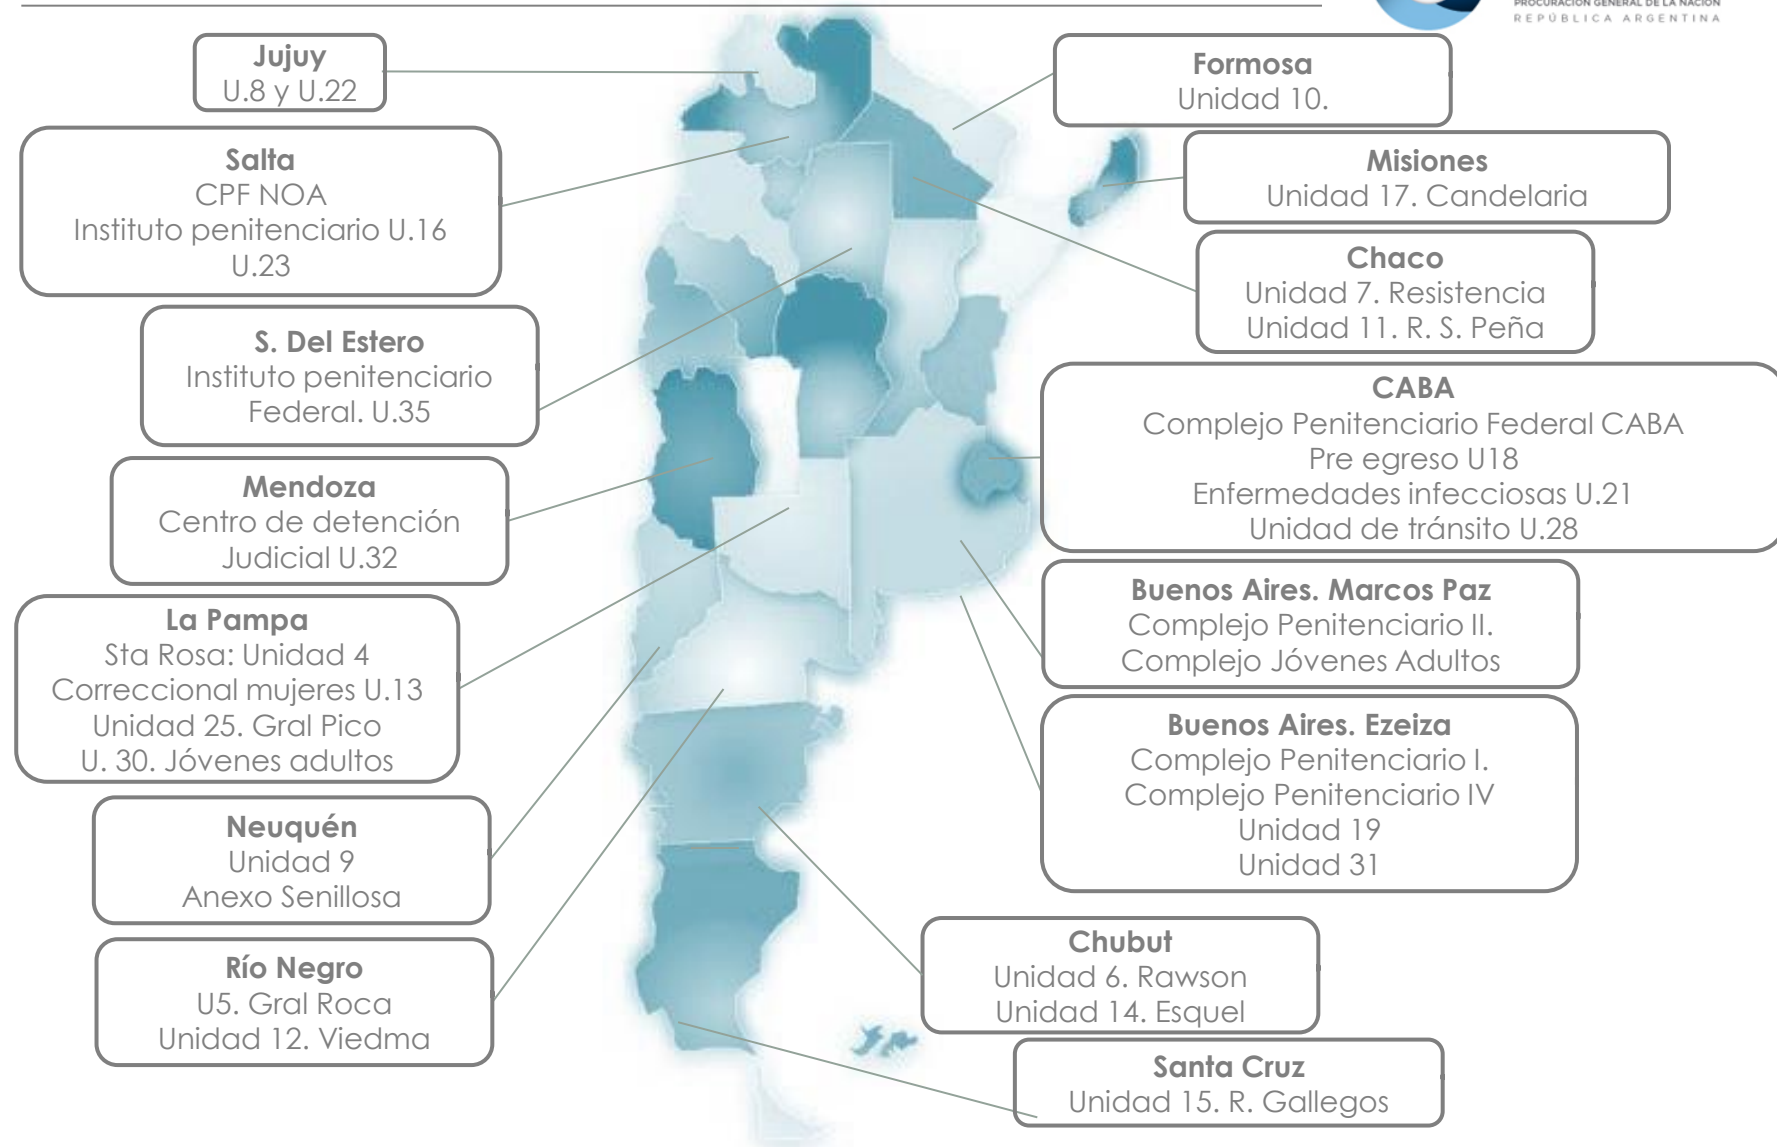 PROCURACIÓN GENERAL DE LA NACIÓN
REPÚBLICA ARGENTINA
Jujuy
U.8 y U.22
Salta
CPF NOA
Instituto penitenciario U.16
U.23
S. Del Estero
Instituto penitenciario
Federal. U.35
Mendoza
Centro de detención
Judicial U.32
La Pampa
Sta Rosa: Unidad 4
Correccional mujeres U.13
Unidad 25. Gral Pico
U. 30. Jóvenes adultos
Neuquén
Unidad 9
Anexo Senillosa
Río Negro
U5. Gral Roca
Unidad 12. Viedma
Formosa
Unidad 10.
Misiones
Unidad 17. Candelaria
Chaco
Unidad 7. Resistencia
Unidad 11. R. S. Peña
CABA
Complejo Penitenciario Federal CABA
Pre egreso U18
Enfermedades infecciosas U.21
Unidad de tránsito U.28
Buenos Aires. Marcos Paz
Complejo Penitenciario II.
Complejo Jóvenes Adultos
Buenos Aires. Ezeiza
Complejo Penitenciario I.
Complejo Penitenciario IV
Unidad 19
Unidad 31
Chubut
Unidad 6. Rawson
Unidad 14. Esquel
Santa Cruz
Unidad 15. R. Gallegos